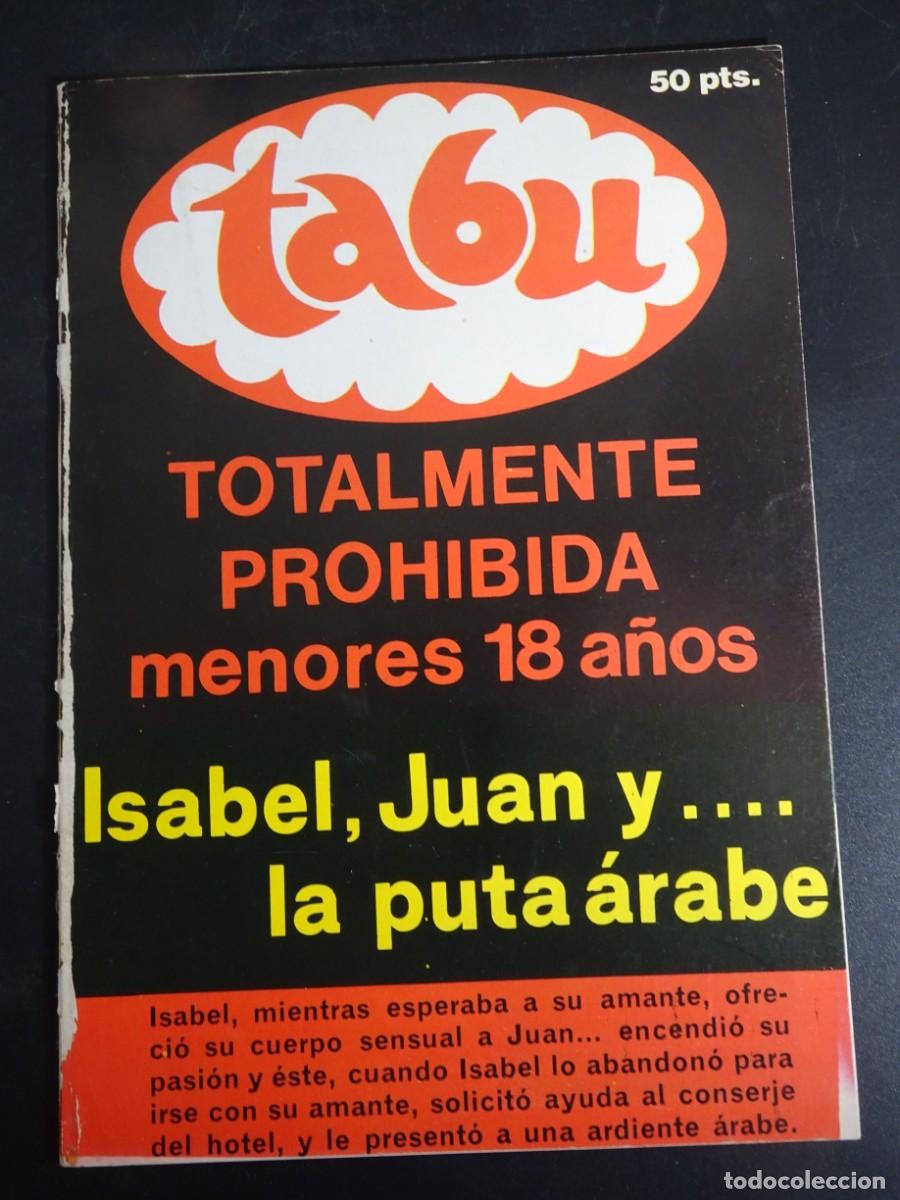 50 pts.
tabu
TOTALMENTE
PROHIBIDA
menores 18 años
Isabel, Juan y....
la puta árabe
Isabel, mientras esperaba a su amante, ofre-
ció su cuerpo sensual a Juan... encendió su
pasión y éste, cuando Isabel lo abandonó para
irse con su amante, solicitó ayuda al conserje
del hotel, y le presentó a una ardiente árabe.
todocoleccion